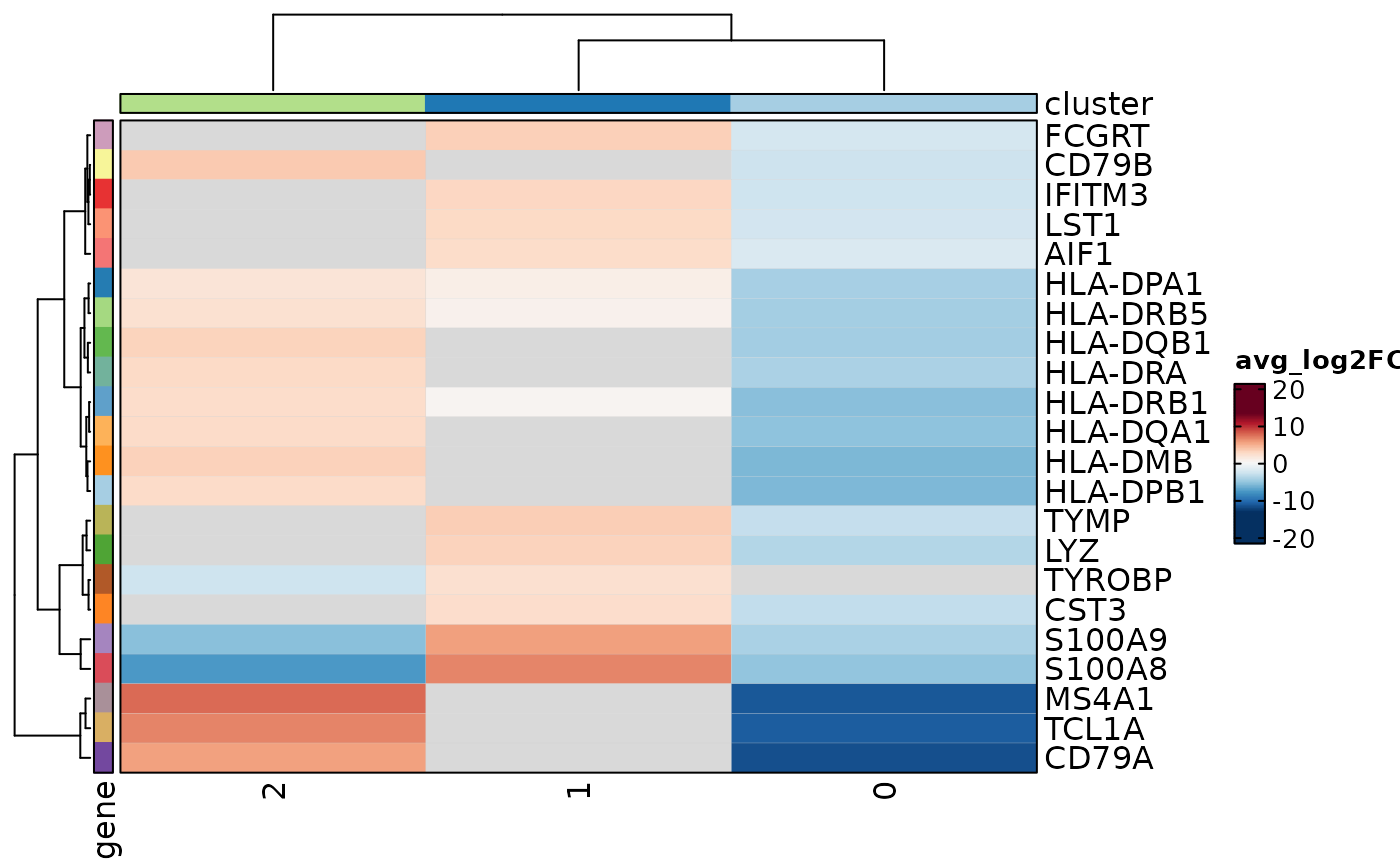 cluster
FCGRT
CD79B
IFITM3
LST1
AIF1
HLA-DPA1
HLA-DRB5
HLA-DQB1
HLA-DRA
HLA-DRB1
HLA-DQA1
HLA-DMB
HLA-DPB1
TYMP
LYZ
TYROBP
CST3
S100A9
S100A8
MS4A1
TCL1A
CD79A
gene
2
1
0
avg_log2FC
20
10
0
-10
-20